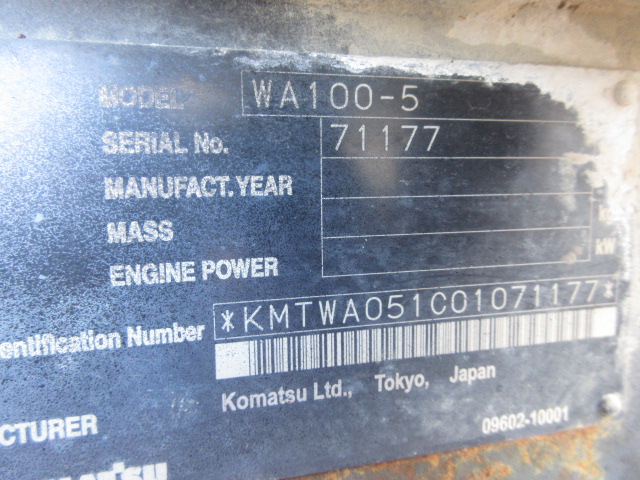 MODEL WA100-5
SERIAL No. 71177
MANUFACT. YEAR
MASS
ENGINE POWER kW
entification Number *KMTWA051C01071177*
Komatsu Ltd., Tokyo, Japan
CTURER 09602-10001